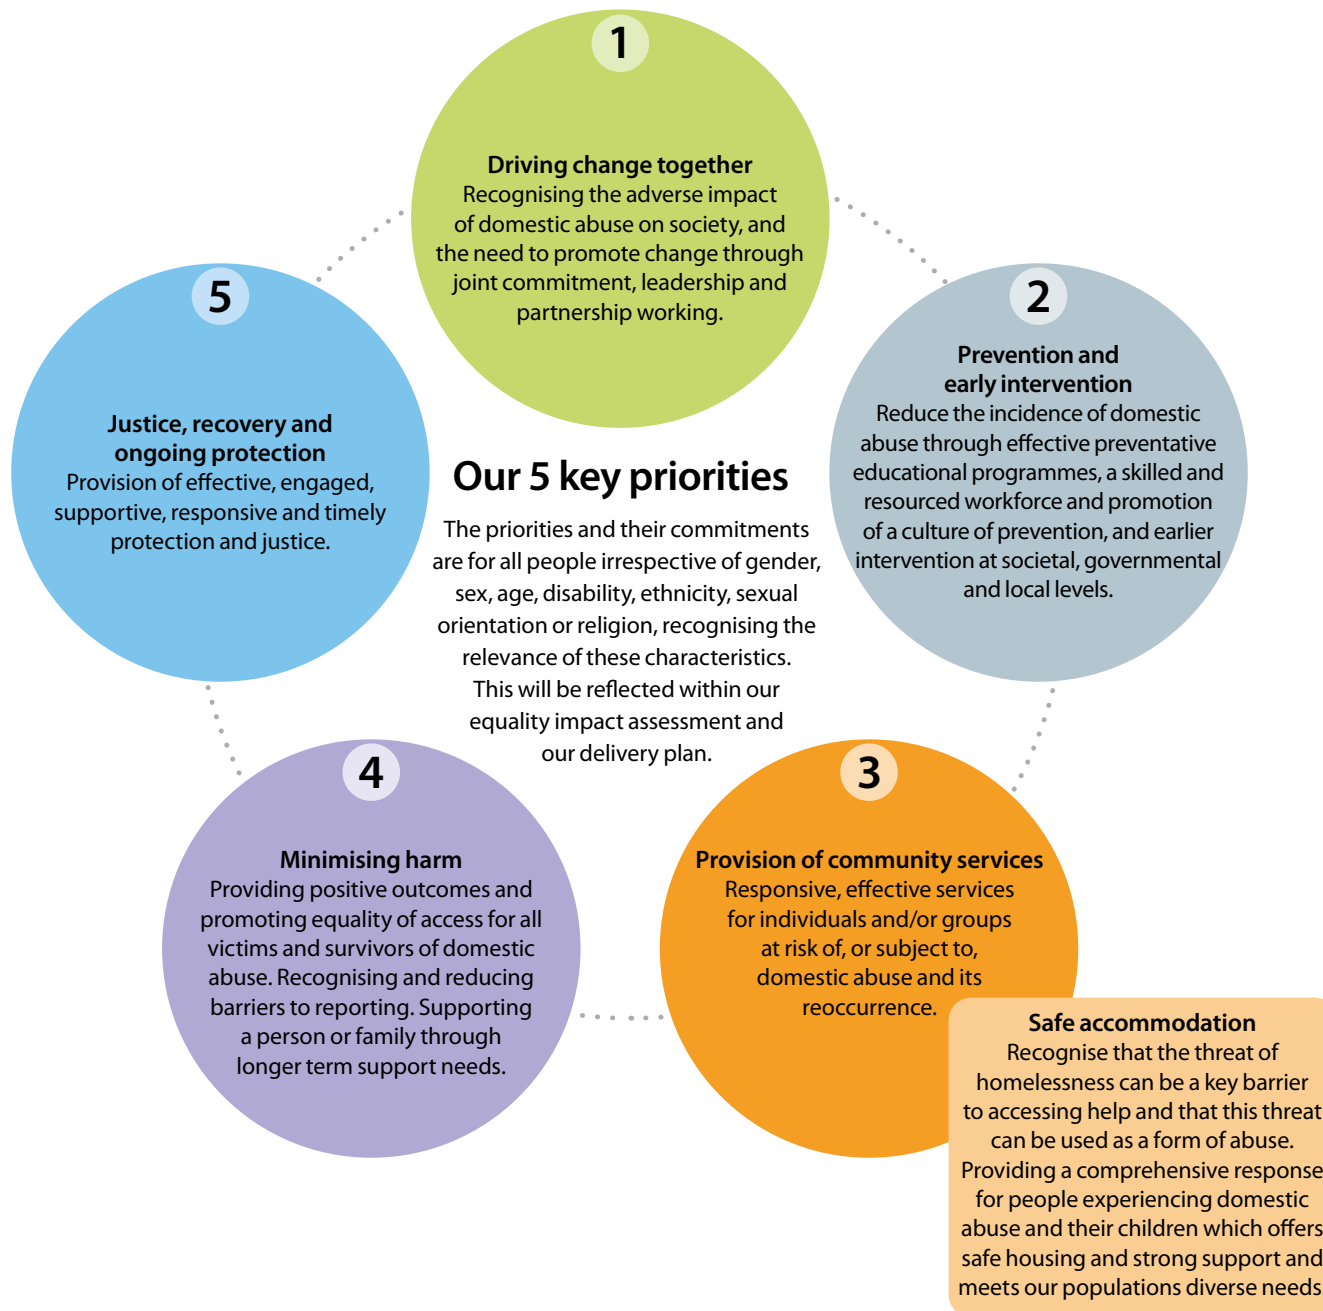 1
Driving change together
Recognising the adverse impact
of domestic abuse on society, and
the need to promote change through
joint commitment, leadership and
partnership working.
2
Prevention and
early intervention
Reduce the incidence of domestic
abuse through effective preventative
educational programmes, a skilled and
resourced workforce and promotion
of a culture of prevention, and earlier
intervention at societal, governmental
and local levels.
3
Provision of community services
Responsive, effective services
for individuals and/or groups
at risk of, or subject to,
domestic abuse and its
reoccurrence.
Safe accommodation
Recognise that the threat of
homelessness can be a key barrier
to accessing help and that this threat
can be used as a form of abuse.
Providing a comprehensive response
for people experiencing domestic
abuse and their children which offers
safe housing and strong support and
meets our populations diverse needs
4
Minimising harm
Providing positive outcomes and
promoting equality of access for all
victims and survivors of domestic
abuse. Recognising and reducing
barriers to reporting. Supporting
a person or family through
longer term support needs.
5
Justice, recovery and
ongoing protection
Provision of effective, engaged,
supportive, responsive and timely
protection and justice.
Our 5 key priorities
The priorities and their commitments
are for all people irrespective of gender,
sex, age, disability, ethnicity, sexual
orientation or religion, recognising the
relevance of these characteristics.
This will be reflected within our
equality impact assessment and
our delivery plan.